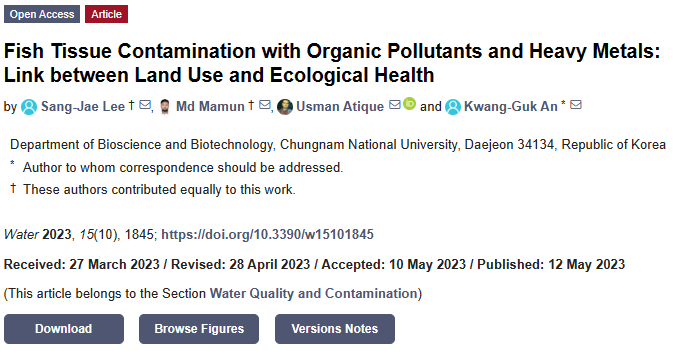 Open Access Article
Fish Tissue Contamination with Organic Pollutants and Heavy Metals:
Link between Land Use and Ecological Health
by Sang-Jae Lee †, Md Mamun †, Usman Atique and Kwang-Guk An *
Department of Bioscience and Biotechnology, Chungnam National University, Daejeon 34134, Republic of Korea
* Author to whom correspondence should be addressed.
† These authors contributed equally to this work.
Water 2023, 15(10), 1845; https://doi.org/10.3390/w15101845
Received: 27 March 2023 / Revised: 28 April 2023 / Accepted: 10 May 2023 / Published: 12 May 2023
(This article belongs to the Section Water Quality and Contamination)
Download Browse Figures Versions Notes